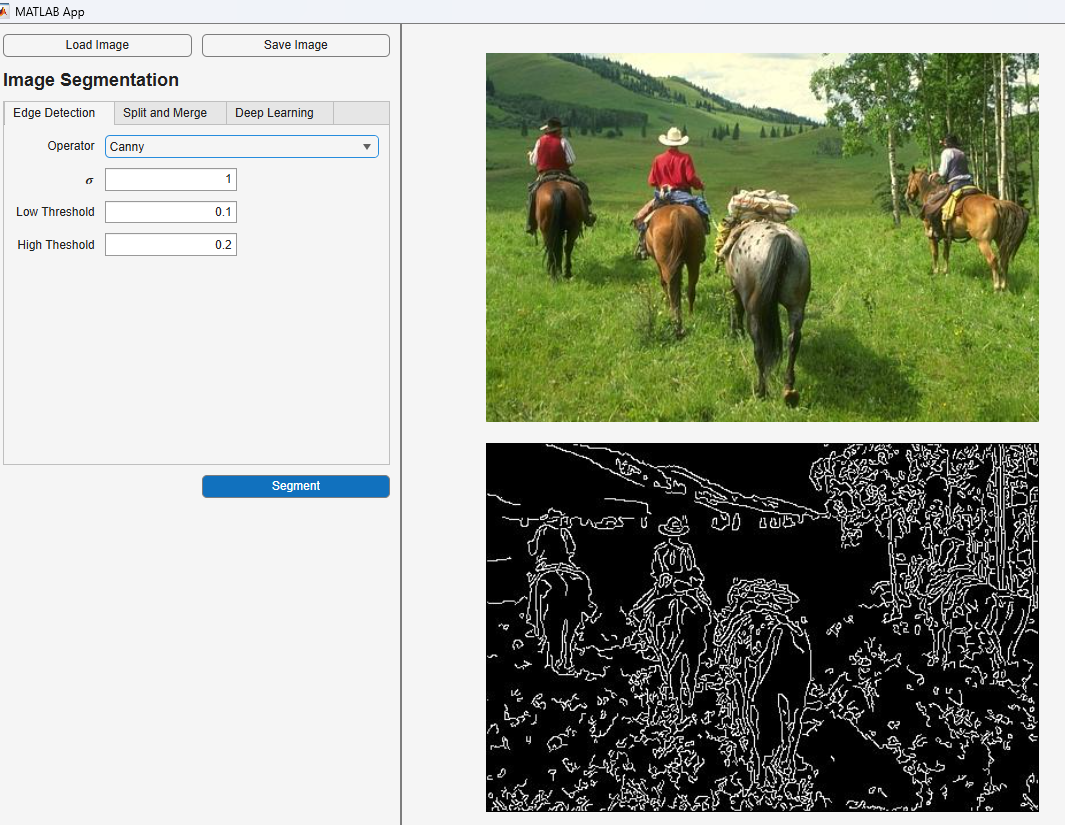 MATLAB App
Load Image
Save Image
Image Segmentation
Edge Detection
Split and Merge
Deep Learning
Operator
Canny
σ
1
Low Threshold
0.1
High Theshold
0.2
Segment